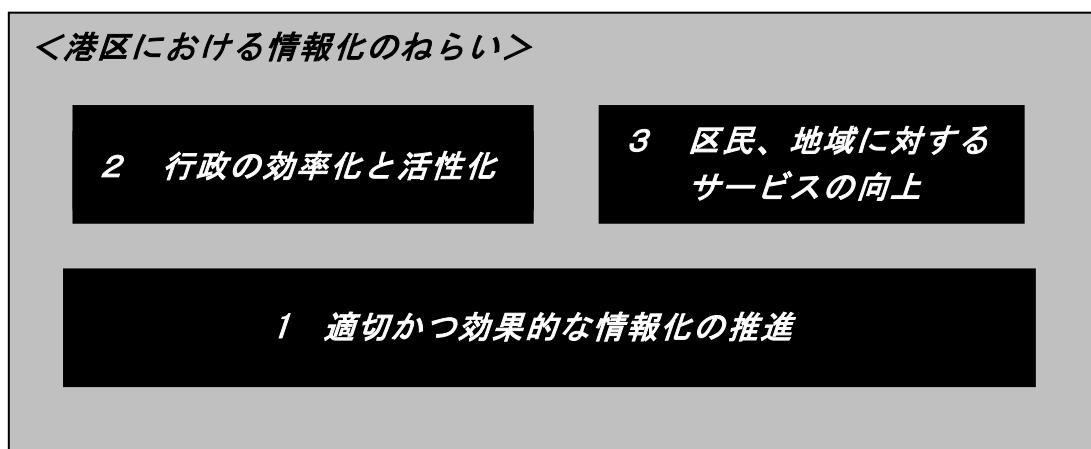 ＜港区における情報化のねらい＞
２　行政の効率化と活性化
３　区民、地域に対する
サービスの向上
１　適切かつ効果的な情報化の推進